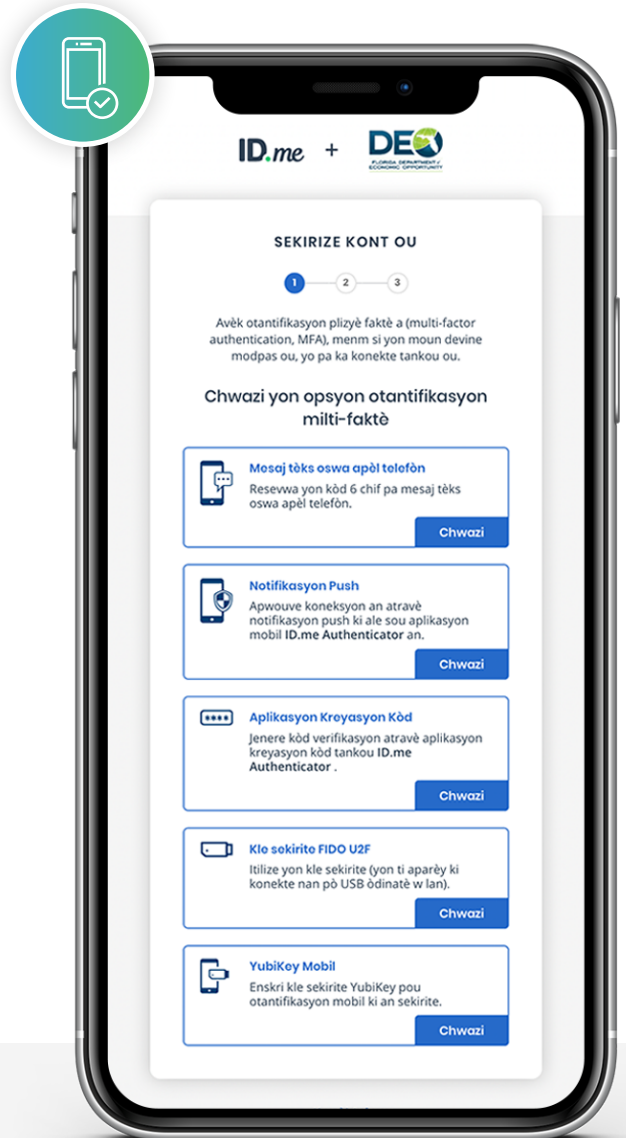 ID.me + DEO
FLORIDA DEPARTMENT of
ECONOMIC OPPORTUNITY
SEKIRIZE KONT OU
1 2 3
Avèk otantifikasyon plizyè faktè a (multi-factor
authentication, MFA), menm si yon moun devine
modpas ou, yo pa ka konekte tankou ou.
Chwazi yon opsyon otantifikasyon
milti-faktè
Mesaj tèks oswa apèl telefòn
Resevwa yon kòd 6 chif pa mesaj tèks
oswa apèl telefòn.
Chwazi
Notifikasyon Push
Apwouve koneksyon an atravè
notifikasyon push ki ale sou aplikasyon
mobil ID.me Authenticator an.
Chwazi
Aplikasyon Kreyasyon Kòd
Jenere kòd verifikasyon atravè aplikasyon
kreyasyon kòd tankou ID.me
Authenticator .
Chwazi
Kle sekirite FIDO U2F
Itilize yon kle sekirite (yon ti aparèy ki
konekte nan pò USB òdinatè w lan).
Chwazi
YubiKey Mobil
Enskri kle sekirite YubiKey pou
otantifikasyon mobil ki an sekirite.
Chwazi